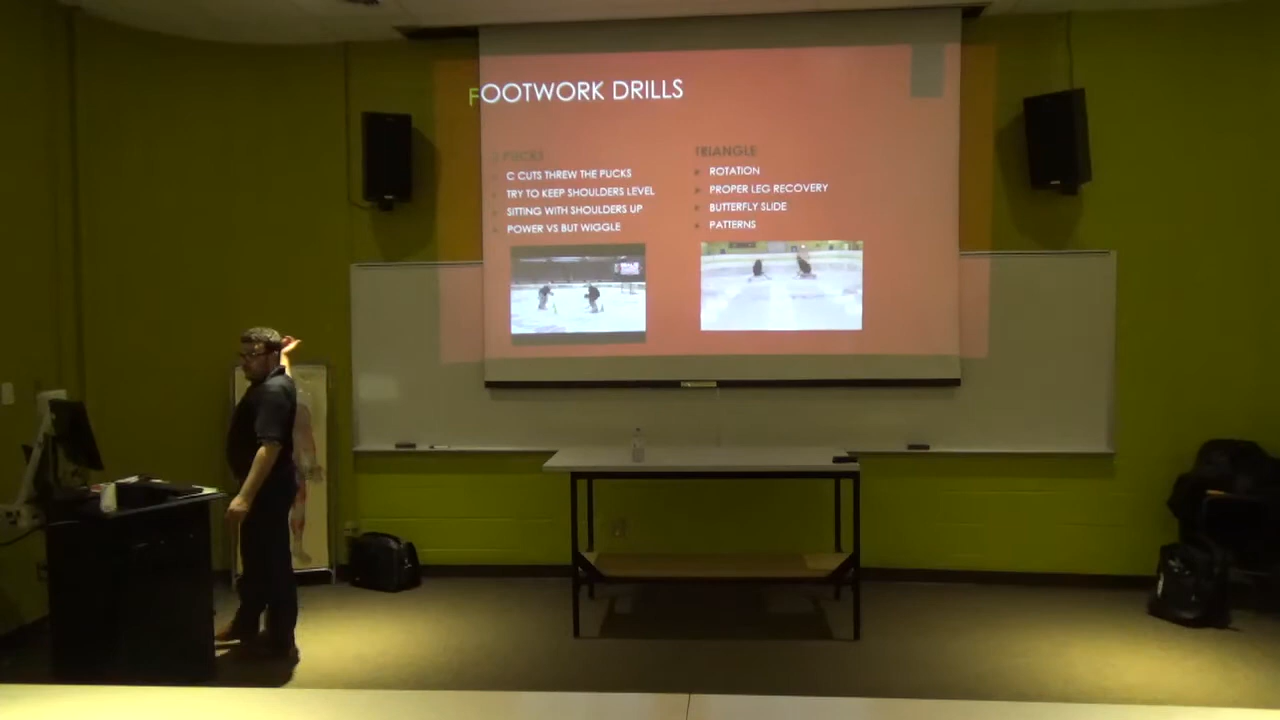 FOOTWORK DRILLS
PUCKS
C CUTS THREW THE PUCKS
TRY TO KEEP SHOULDERS LEVEL
SITTING WITH SHOULDERS UP
POWER VS BUT WIGGLE
TRIANGLE
ROTATION
PROPER LEG RECOVERY
BUTTERFLY SLIDE
PATTERNS